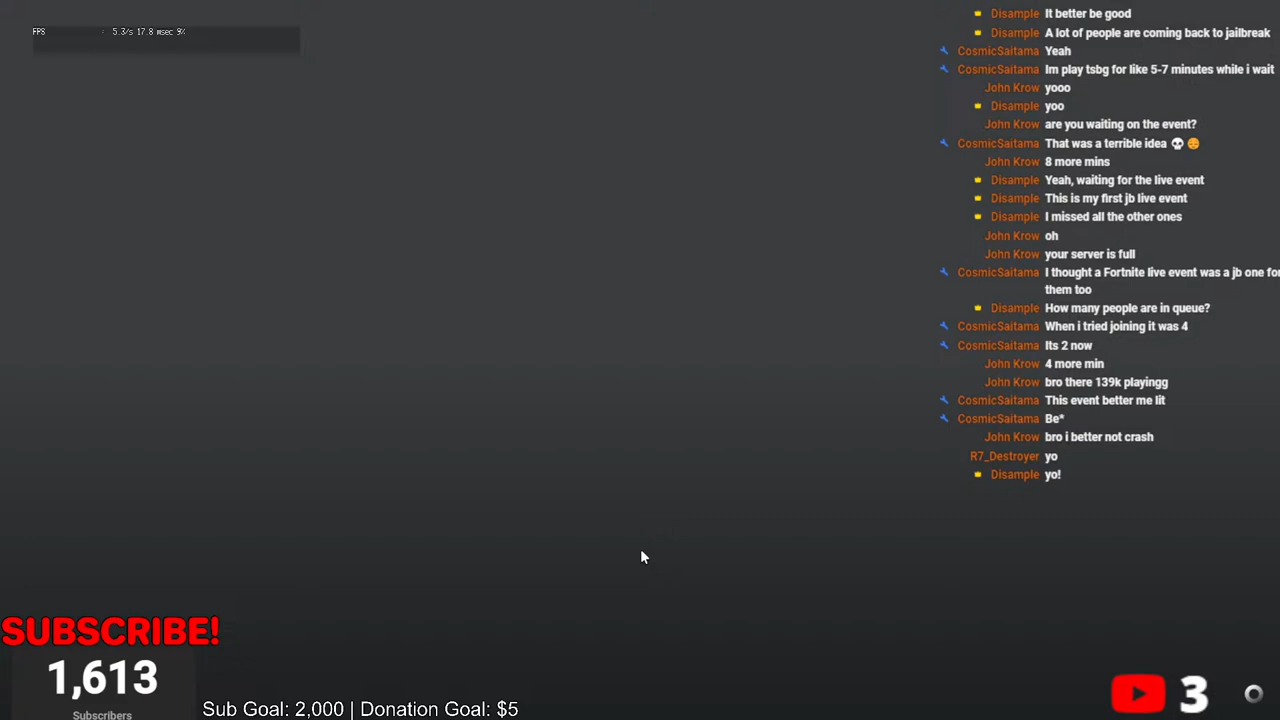 FPS : 5.3/s 17.8 msec 9%
Disample It better be good
Disample A lot of people are coming back to jailbreak
CosmicSaitama Yeah
CosmicSaitama Im play tsbg for like 5-7 minutes while i wait
John Krow yooo
Disample yoo
John Krow are you waiting on the event?
CosmicSaitama That was a terrible idea 💀 😔
John Krow 8 more mins
Disample Yeah, waiting for the live event
Disample This is my first jb live event
Disample I missed all the other ones
John Krow oh
John Krow your server is full
CosmicSaitama I thought a Fortnite live event was a jb one for
them too
Disample How many people are in queue?
CosmicSaitama When i tried joining it was 4
CosmicSaitama Its 2 now
John Krow 4 more min
John Krow bro there 139k playingg
CosmicSaitama This event better me lit
CosmicSaitama Be*
John Krow bro i better not crash
R7_Destroyer yo
Disample yo!
SUBSCRIBE!
1,613
Subscribers
Sub Goal: 2,000 | Donation Goal: $5
3